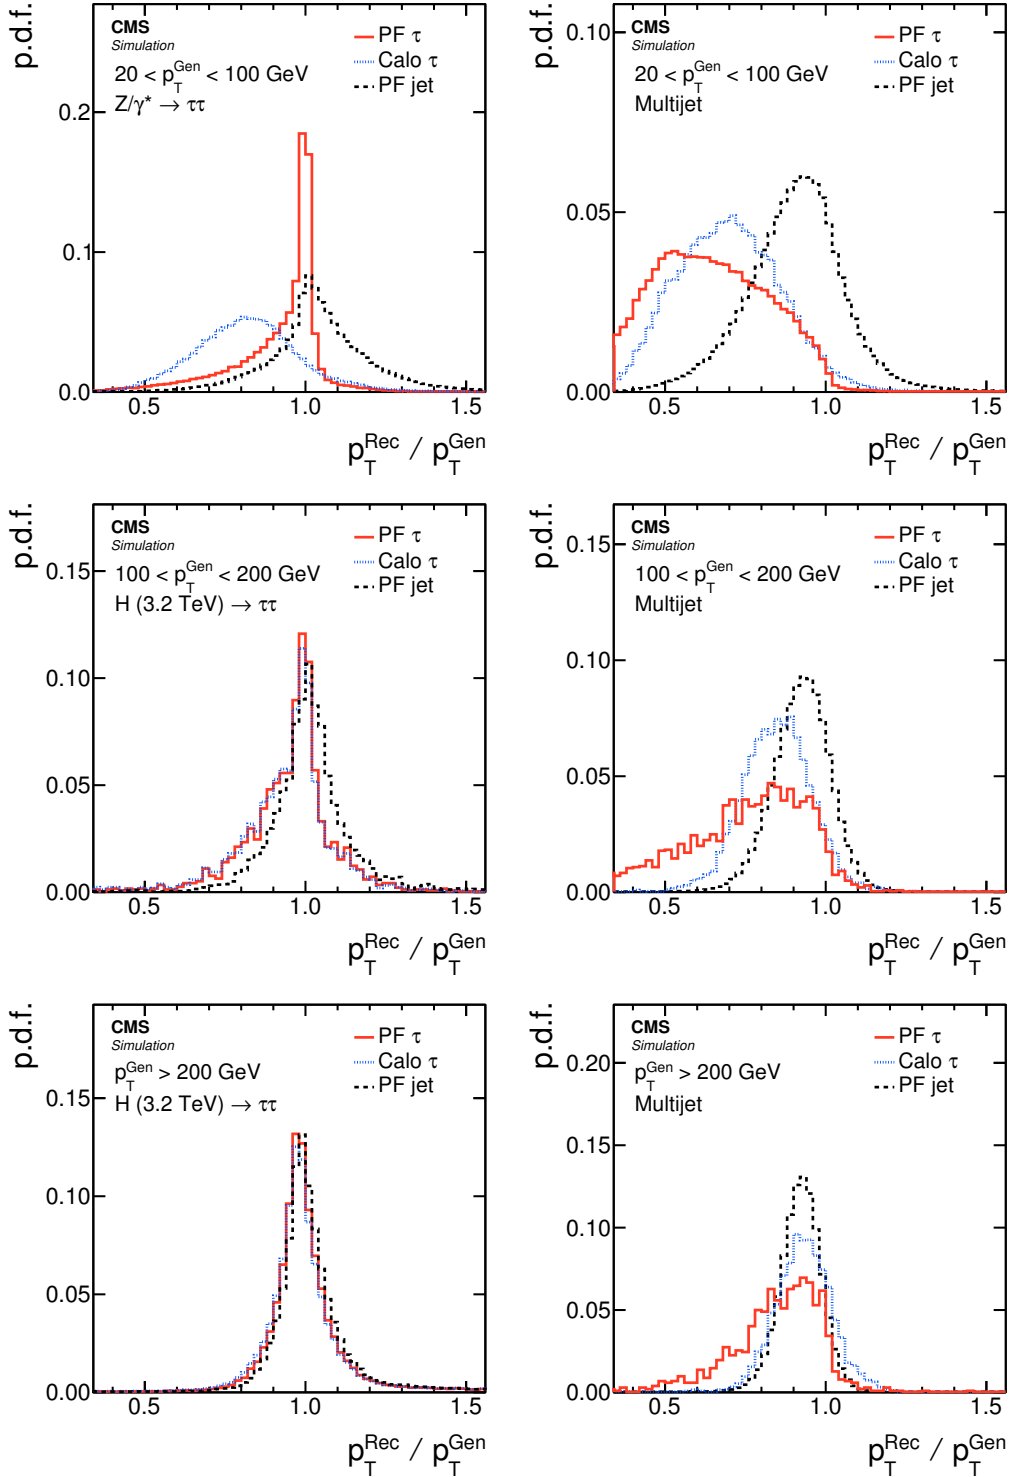 p.d.f.
CMS
Simulation
20 < p_T^Gen < 100 GeV
Z/γ* → ττ
PF τ
Calo τ
PF jet
0.2
0.1
0.0
0.5
1.0
1.5
p_T^Rec / p_T^Gen
p.d.f.
CMS
Simulation
20 < p_T^Gen < 100 GeV
Multijet
PF τ
Calo τ
PF jet
0.10
0.05
0.00
0.5
1.0
1.5
p_T^Rec / p_T^Gen
p.d.f.
CMS
Simulation
100 < p_T^Gen < 200 GeV
H (3.2 TeV) → ττ
PF τ
Calo τ
PF jet
0.15
0.10
0.05
0.00
0.5
1.0
1.5
p_T^Rec / p_T^Gen
p.d.f.
CMS
Simulation
100 < p_T^Gen < 200 GeV
Multijet
PF τ
Calo τ
PF jet
0.15
0.10
0.05
0.00
0.5
1.0
1.5
p_T^Rec / p_T^Gen
p.d.f.
CMS
Simulation
p_T^Gen > 200 GeV
H (3.2 TeV) → ττ
PF τ
Calo τ
PF jet
0.15
0.10
0.05
0.00
0.5
1.0
1.5
p_T^Rec / p_T^Gen
p.d.f.
CMS
Simulation
p_T^Gen > 200 GeV
Multijet
PF τ
Calo τ
PF jet
0.20
0.15
0.10
0.05
0.00
0.5
1.0
1.5
p_T^Rec / p_T^Gen